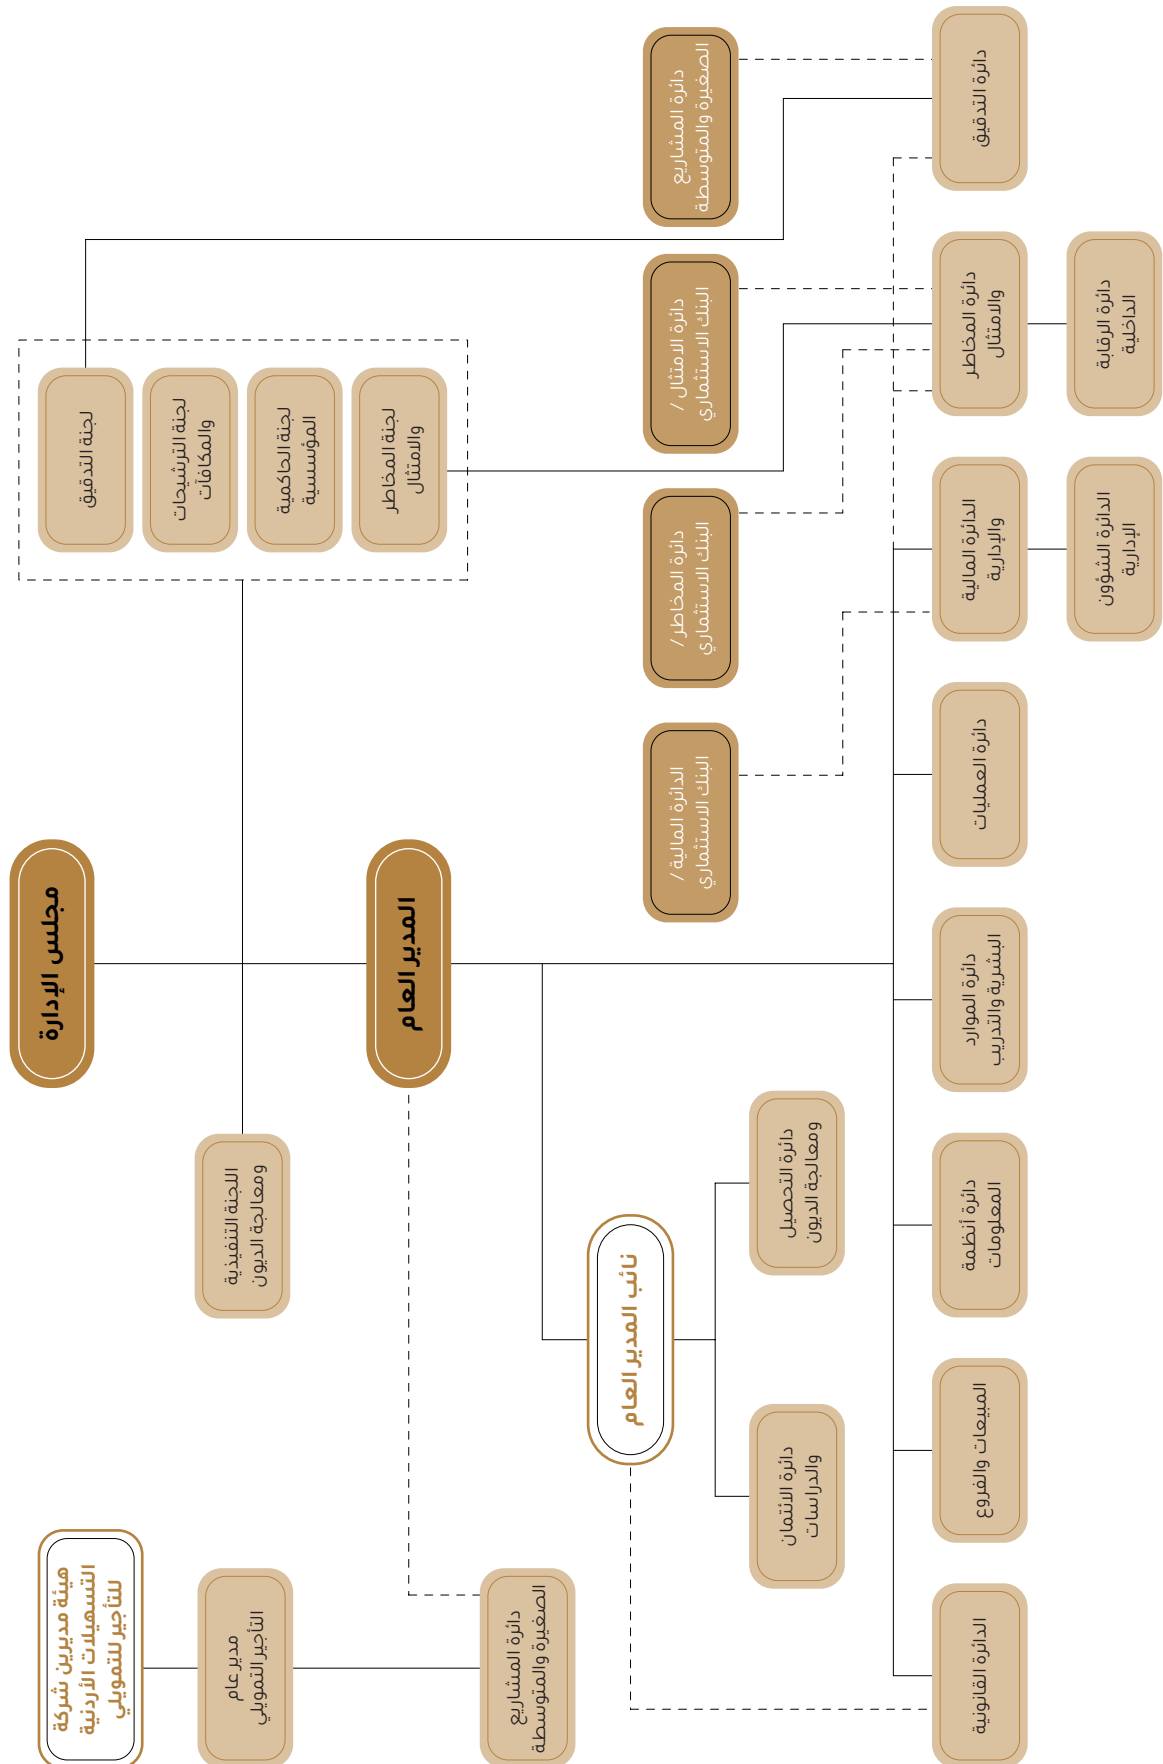 مجلس الإدارة
لجنة التدقيق
لجنة الترشيحات
والمكافآت
لجنة الحاكمية
المؤسسية
لجنة المخاطر
والامتثال
اللجنة التنفيذية
ومعالجة الديون
المدير العام
هيئة مديرين شركة
التسهيلات الأردنية
للتأجير للتمويلي
مدير عام
التأجير التمويلي
دائرة المشاريع
الصغيرة والمتوسطة
نائب المدير العام
دائرة التحصيل
ومعالجة الديون
دائرة الائتمان
والدراسات
دائرة المشاريع
الصغيرة والمتوسطة
دائرة الامتثال /
البنك الاستثماري
دائرة المخاطر/
البنك الاستثماري
الدائرة المالية /
البنك الاستثماري
دائرة التدقيق
دائرة المخاطر
والامتثال
الدائرة المالية
والإدارية
دائرة العمليات
دائرة الموارد
البشرية والتدريب
دائرة أنظمة
المعلومات
المبيعات والفروع
الدائرة القانونية
دائرة الرقابة
الداخلية
الدائرة الشؤون
الإدارية